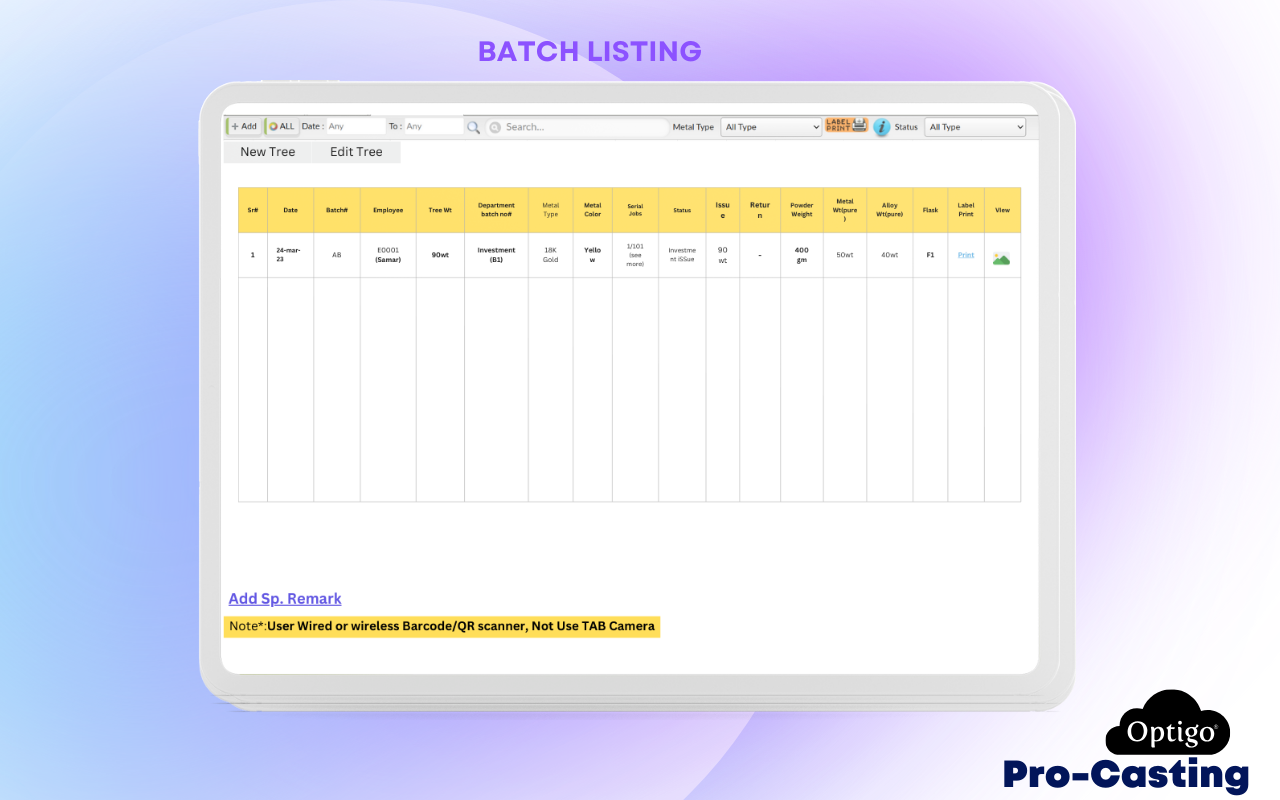 BATCH LISTING
+ Add ALL Date : Any To : Any Search... Metal Type All Type LABEL PRINT i Status All Type
New Tree Edit Tree
Sr# Date Batch# Employee Tree Wt Department batch no# Metal Type Metal Color Serial Jobs Status Issue Return Powder Weight Metal Wt(pure) Alloy Wt(pure) Flask Label Print View
1 24-mar-23 AB E0001 (Samar) 90wt Investment (B1) 18K Gold Yellow 1/101 (see more) Investment iSSue 90 wt - 400 gm 50wt 40wt F1 Print
Add Sp. Remark
Note*:User Wired or wireless Barcode/QR scanner, Not Use TAB Camera
Optigo®
Pro-Casting